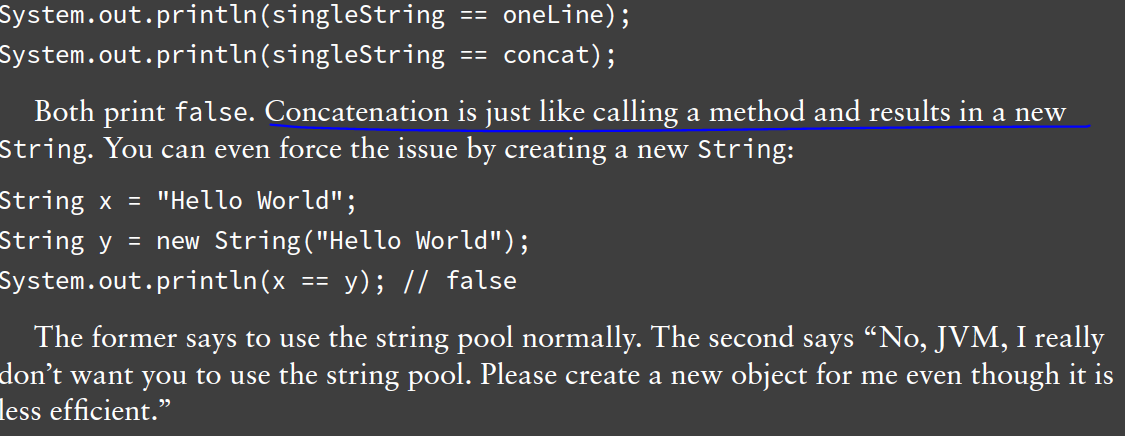 System.out.println(singleString == oneLine);
System.out.println(singleString == concat);
Both print false. Concatenation is just like calling a method and results in a new
String. You can even force the issue by creating a new String:
String x = "Hello World";
String y = new String("Hello World");
System.out.println(x == y); // false
The former says to use the string pool normally. The second says “No, JVM, I really
don’t want you to use the string pool. Please create a new object for me even though it is
less efficient.”